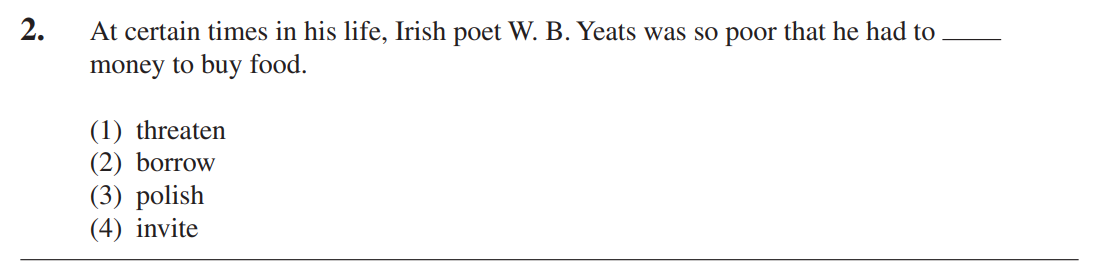 2. At certain times in his life, Irish poet W. B. Yeats was so poor that he had to _____
money to buy food.
(1) threaten
(2) borrow
(3) polish
(4) invite